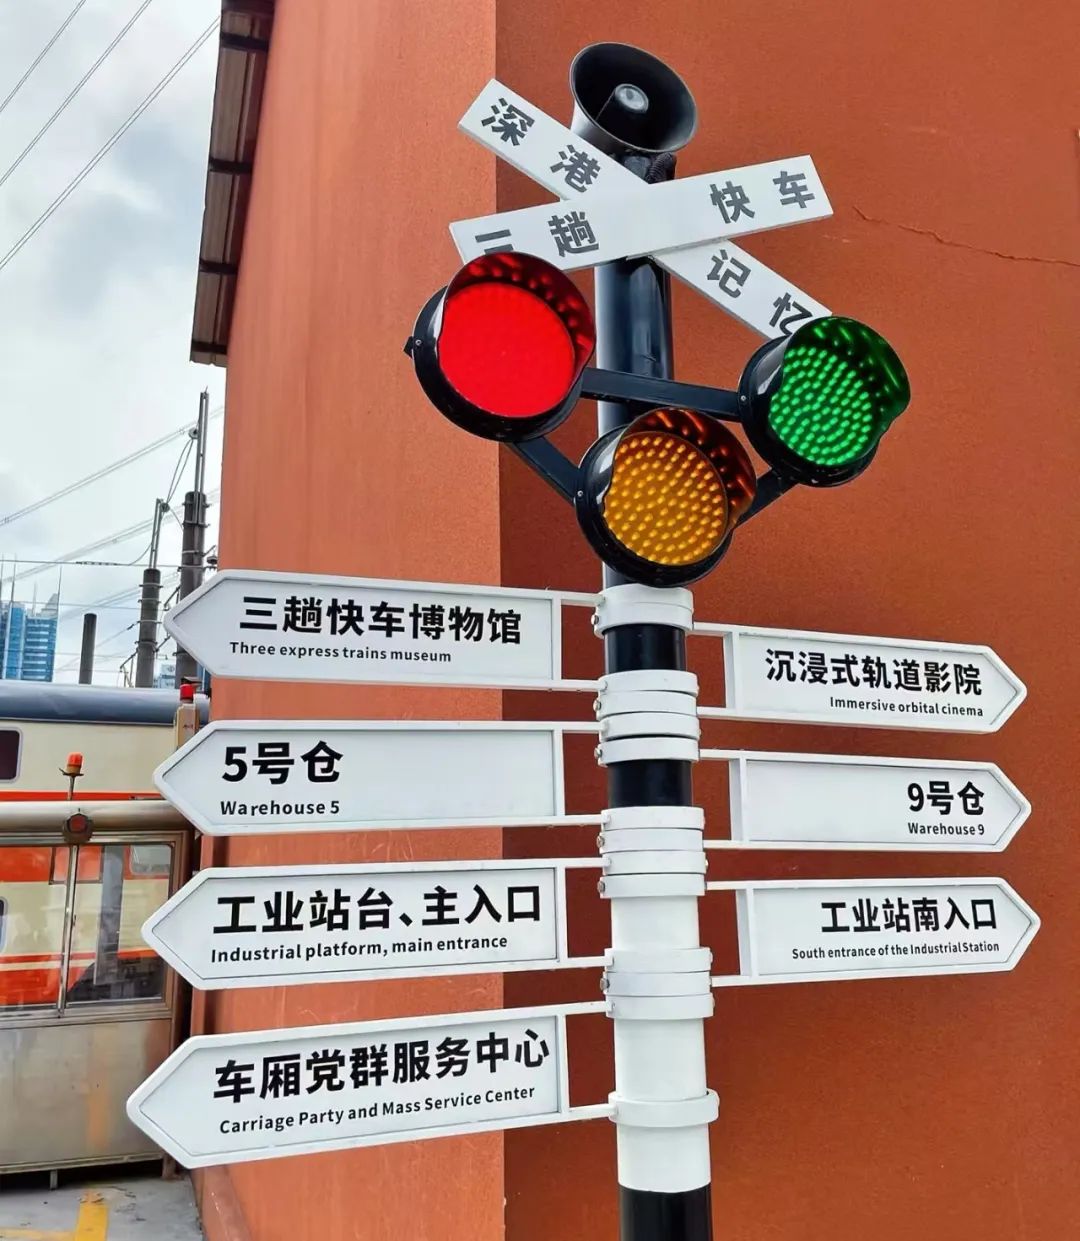 深港记忆
三趟快车
三趟快车博物馆
Three express trains museum
沉浸式轨道影院
Immersive orbital cinema
5号仓
Warehouse 5
9号仓
Warehouse 9
工业站台、主入口
Industrial platform, main entrance
工业站南入口
South entrance of the Industrial Station
车厢党群服务中心
Carriage Party and Mass Service Center